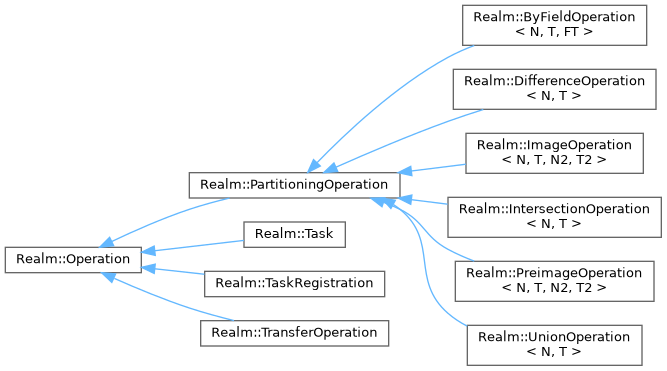 Realm::ByFieldOperation
< N, T, FT >
Realm::DifferenceOperation
< N, T >
Realm::ImageOperation
< N, T, N2, T2 >
Realm::PartitioningOperation
Realm::IntersectionOperation
< N, T >
Realm::Task
Realm::Operation
Realm::PreimageOperation
< N, T, N2, T2 >
Realm::TaskRegistration
Realm::TransferOperation
Realm::UnionOperation
< N, T >